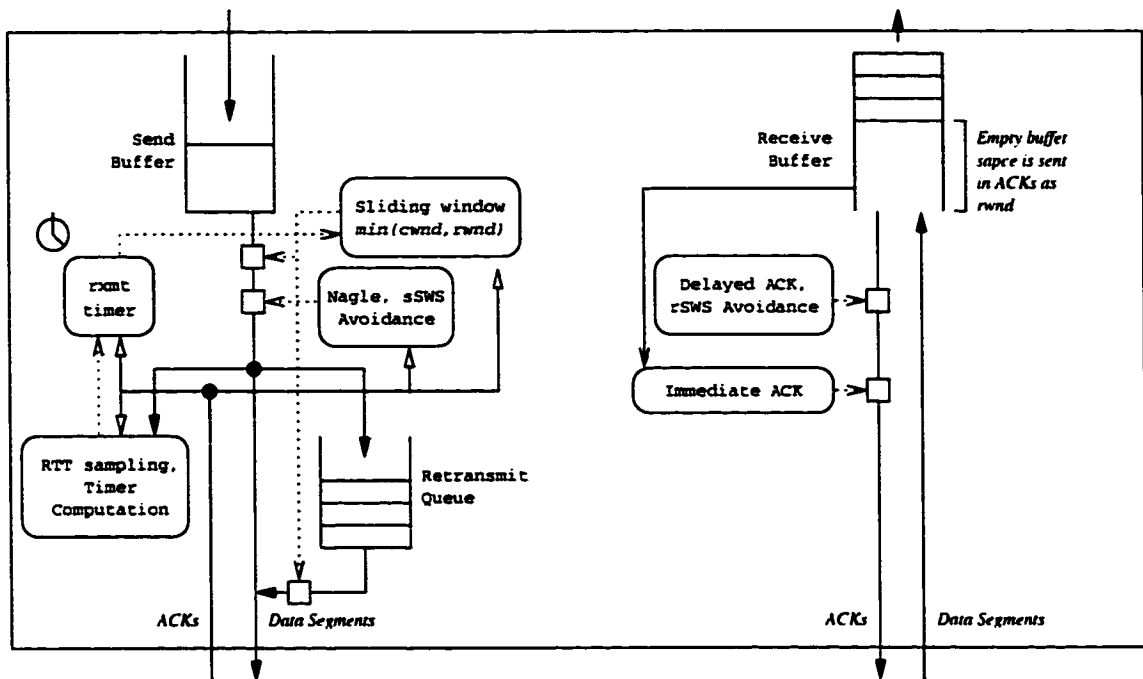 Send
Buffer
Sliding window
min(cwnd, rwnd)
rxmt
timer
Nagle, sSWS
Avoidance
RTT sampling,
Timer
Computation
Retransmit
Queue
ACKs
Data Segments
Receive
Buffer
Empty buffet
sapce is sent
in ACKs as
rwnd
Delayed ACK,
rSWS Avoidance
Immediate ACK
ACKs
Data Segments